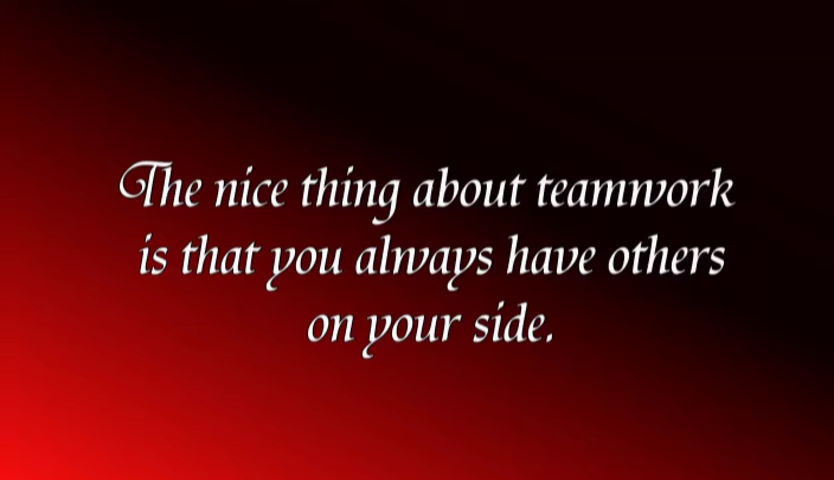 The nice thing about teamwork
is that you always have others
on your side.